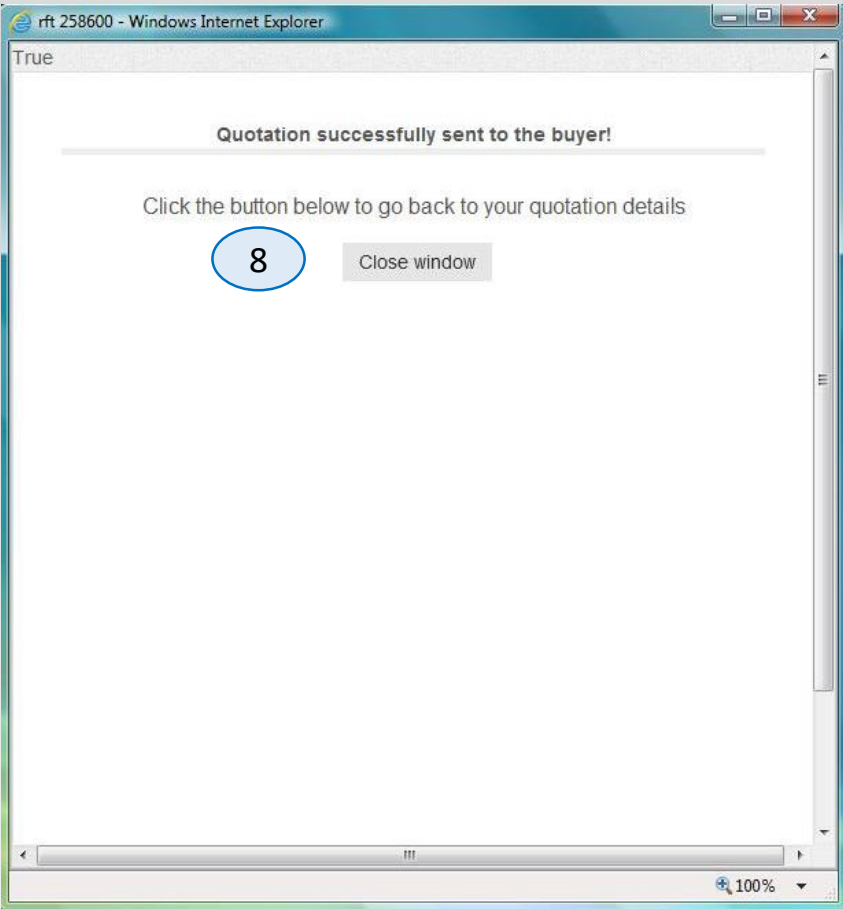 rft 258600 - Windows Internet Explorer
True
Quotation successfully sent to the buyer!
Click the button below to go back to your quotation details
8
Close window
100%